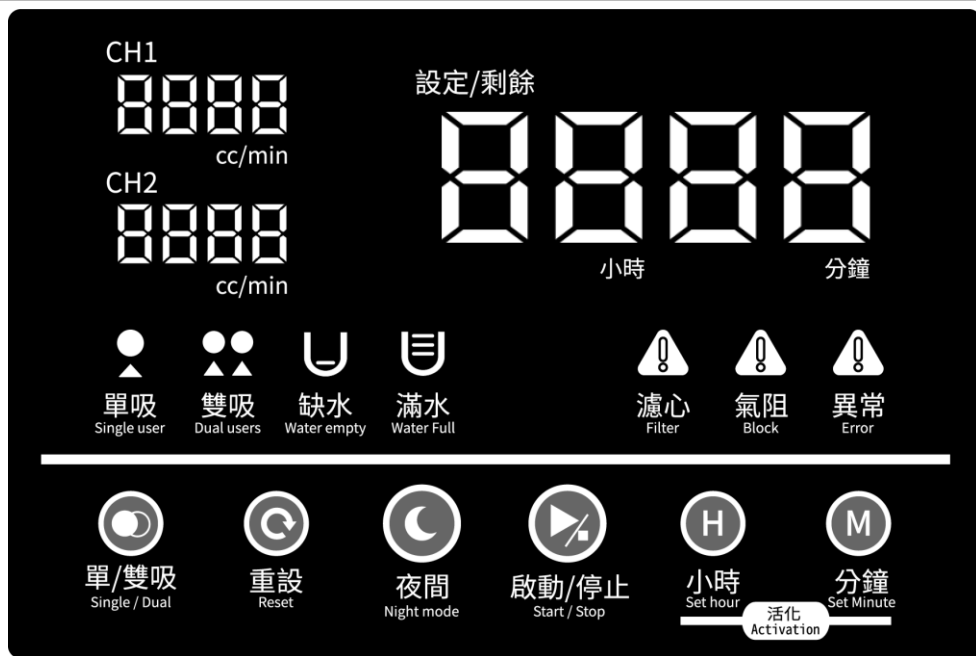 CH1
8888
cc/min
CH2
8888
cc/min
設定/剩餘
8888
小時 分鐘
單吸 雙吸 缺水 滿水 濾心 氣阻 異常
Single user Dual users Water empty Water Full Filter Block Error
H M
單/雙吸 重設 夜間 啟動/停止 小時 分鐘
Single / Dual Reset Night mode Start / Stop Set hour Set Minute
活化
Activation